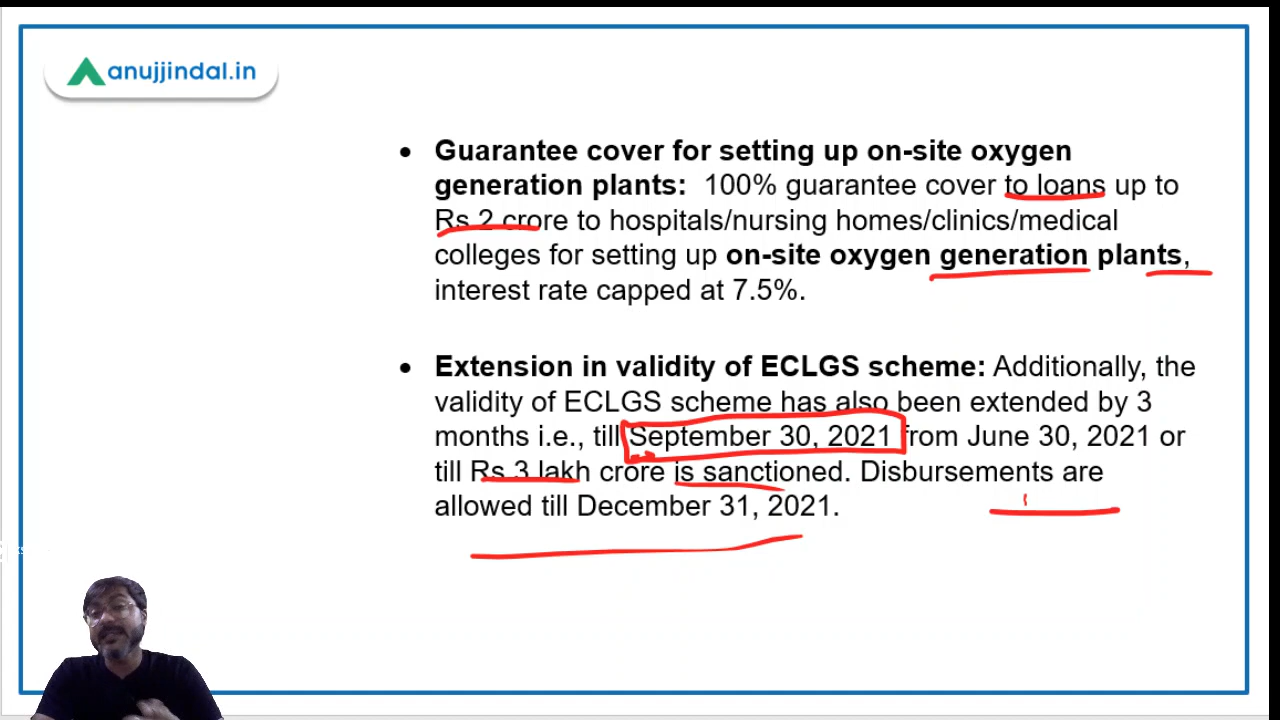 anujjindal.in
• Guarantee cover for setting up on-site oxygen
generation plants: 100% guarantee cover to loans up to
Rs 2 crore to hospitals/nursing homes/clinics/medical
colleges for setting up on-site oxygen generation plants,
interest rate capped at 7.5%.
• Extension in validity of ECLGS scheme: Additionally, the
validity of ECLGS scheme has also been extended by 3
months i.e., till September 30, 2021 from June 30, 2021 or
till Rs 3 lakh crore is sanctioned. Disbursements are
allowed till December 31, 2021.